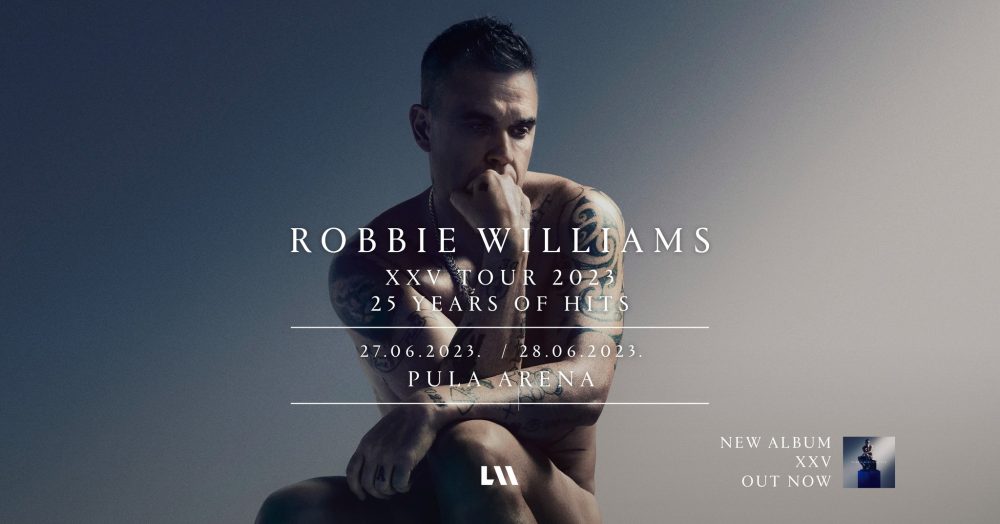 ROBBIE WILLIAMS
XXV TOUR 2023
25 YEARS OF HITS
27.06.2023. / 28.06.2023.
PULA ARENA
NEW ALBUM
XXV
OUT NOW
LM